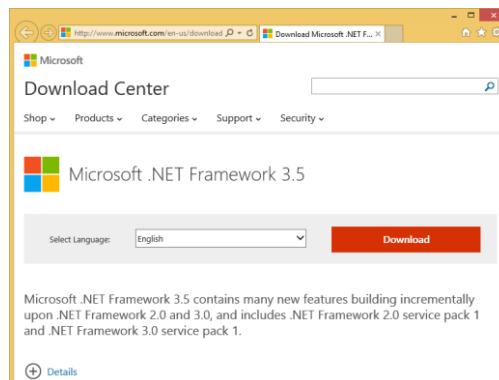 http://www.microsoft.com/en-us/download
Download Microsoft .NET F...
Microsoft
Download Center
Shop Products Categories Support Security
Microsoft .NET Framework 3.5
Select Language: English Download
Microsoft .NET Framework 3.5 contains many new features building incrementally
upon .NET Framework 2.0 and 3.0, and includes .NET Framework 2.0 service pack 1
and .NET Framework 3.0 service pack 1.
Details